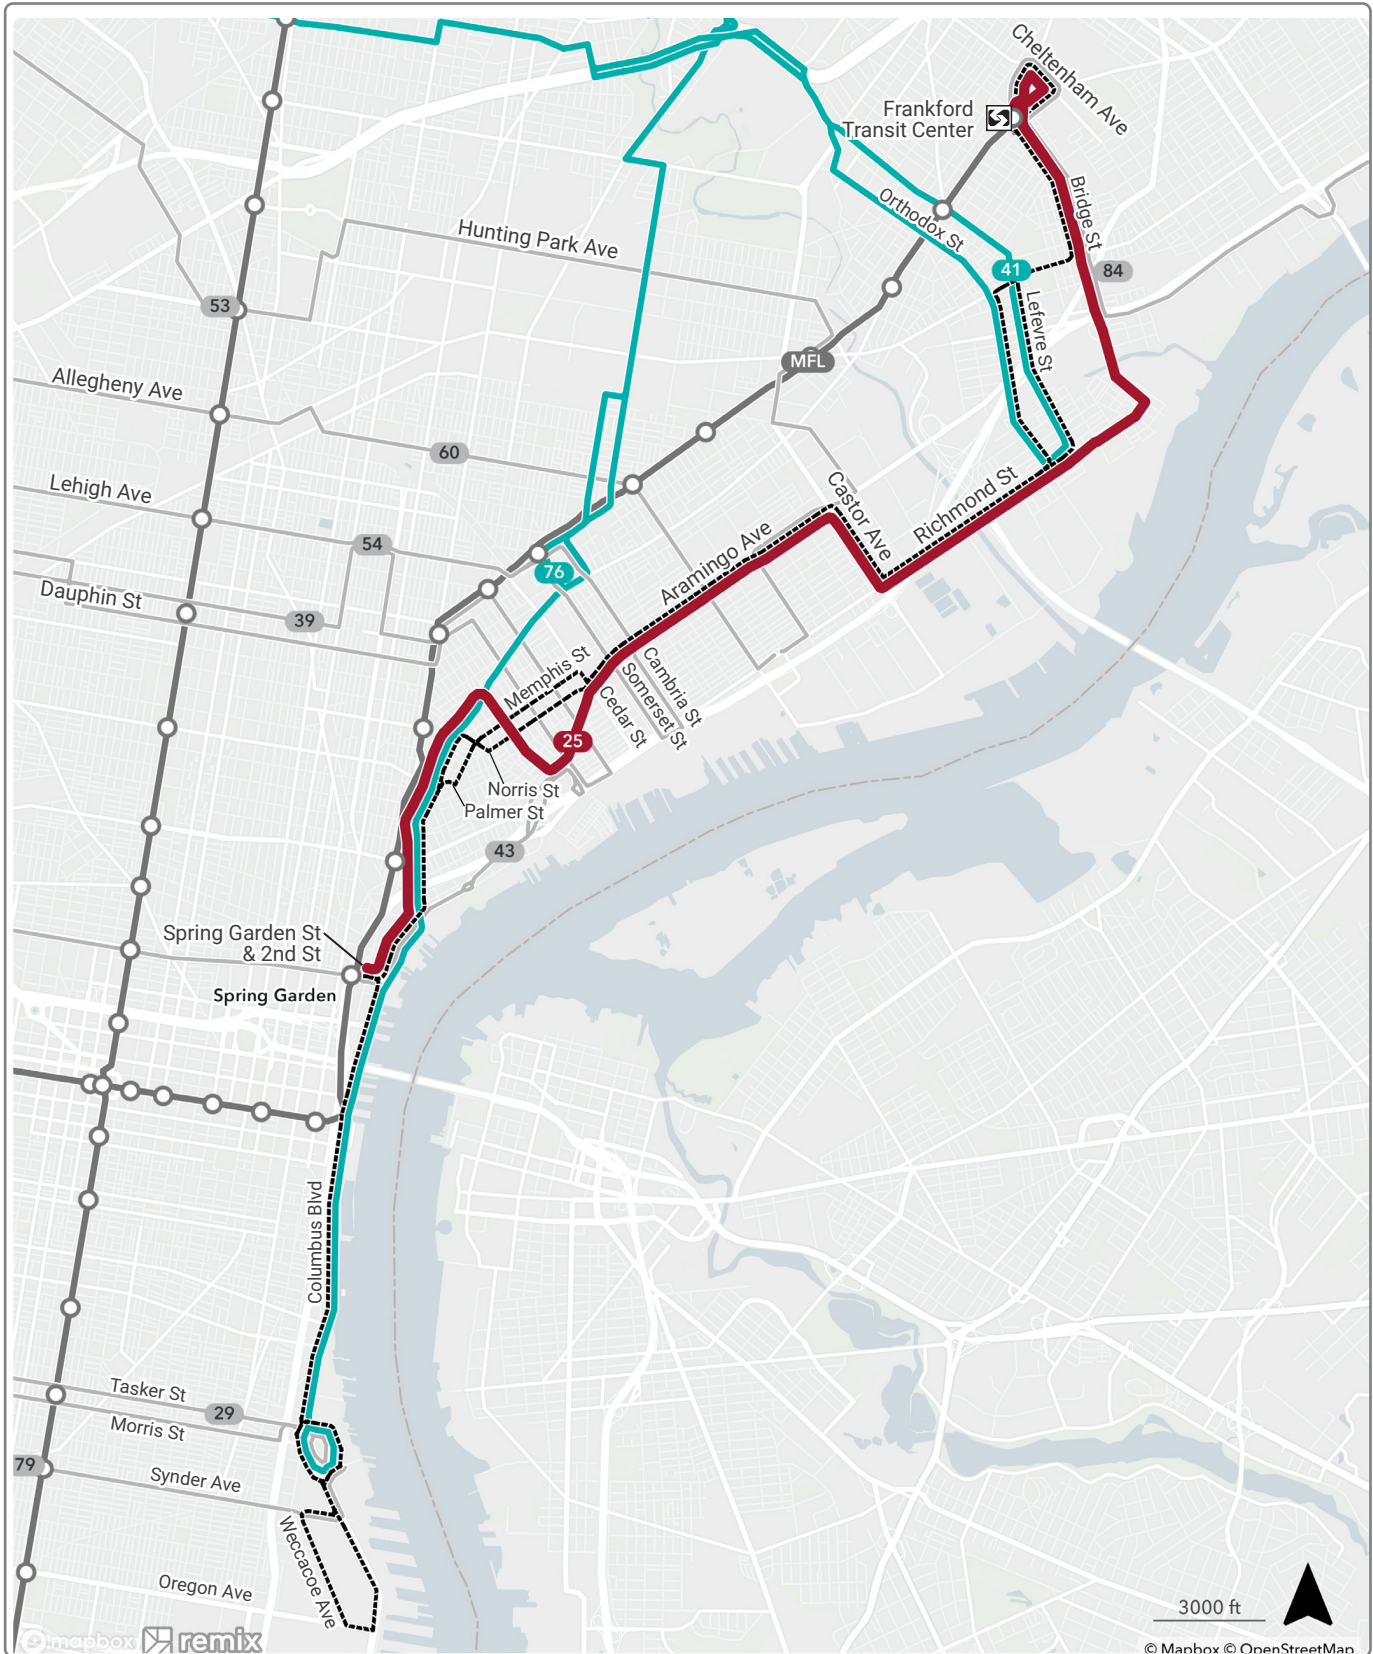 Cheltenham Ave
Frankford
Transit Center
Bridge St
Orthodox St
Hunting Park Ave
41
84
Lefevre St
53
MFL
Allegheny Ave
60
Lehigh Ave
Castor Ave
Richmond St
54
Aramingo Ave
76
Dauphin St
39
Memphis St
Cambria St
Somerset St
Cedar St
25
Norris St
Palmer St
43
Spring Garden St
& 2nd St
Spring Garden
Columbus Blvd
Tasker St
29
Morris St
79
Synder Ave
Weccacoe Ave
Oregon Ave
3000 ft
mapbox remix
© Mapbox © OpenStreetMap